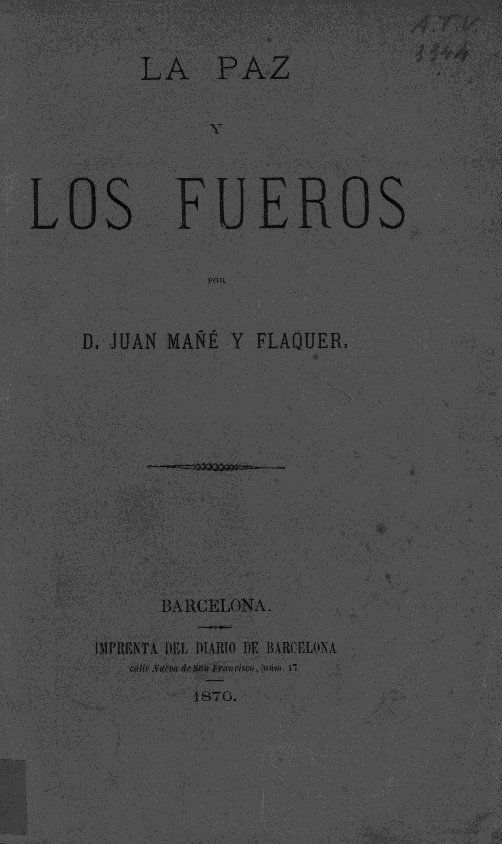 A.T.V.
LA PAZ
Y
LOS FUEROS
POR
D. JUAN MAÑÉ Y FLAQUER.
BARCELONA.
IMPRENTA DEL DIARIO DE BARCELONA
calle Nueva de San Francisco, núm. 17
1876.